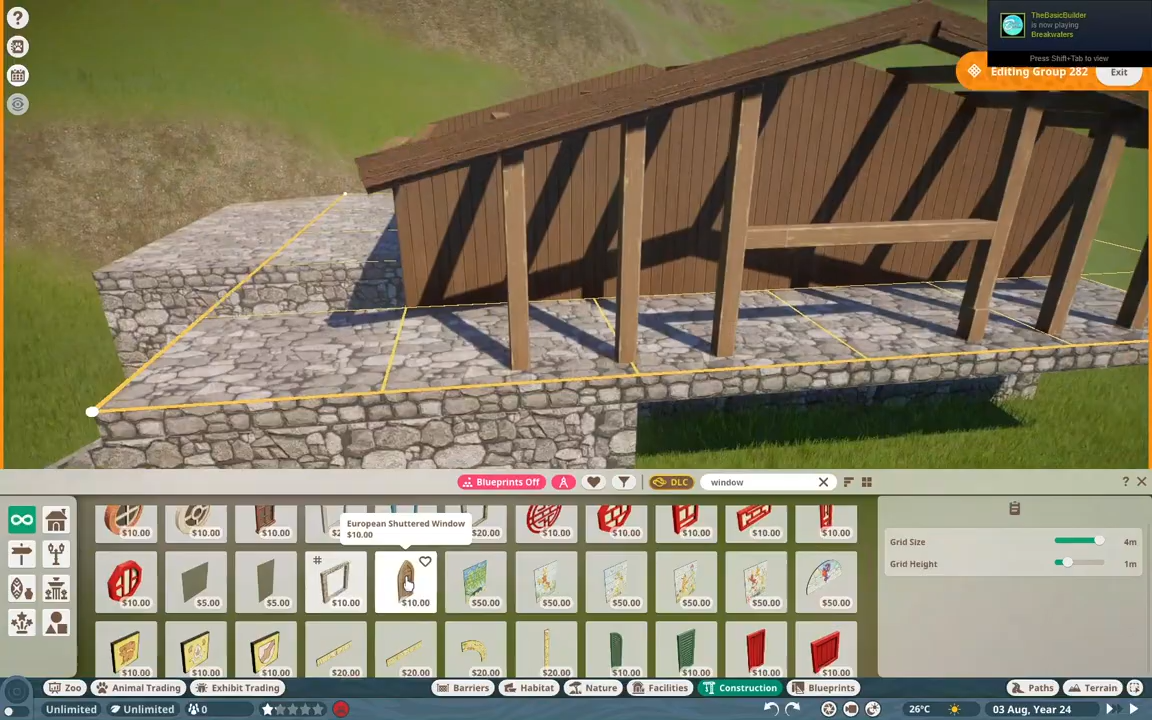 TheBasicBuilder
is now playing
Breakwaters
Press Shift+Tab to view
Editing Group 282
Exit
Blueprints Off
DLC
window
European Shuttered Window
$10.00
$10.00
$10.00
$10.00
$20.00
$10.00
$10.00
$10.00
$10.00
$10.00
$10.00
$5.00
$5.00
$10.00
$10.00
$50.00
$50.00
$50.00
$50.00
$50.00
$50.00
$10.00
$10.00
$10.00
$20.00
$20.00
$20.00
$20.00
$10.00
$10.00
$10.00
$10.00
Grid Size
4m
Grid Height
1m
Zoo
Animal Trading
Exhibit Trading
Barriers
Habitat
Nature
Facilities
Construction
Blueprints
Paths
Terrain
Unlimited
Unlimited
0
26°C
03 Aug, Year 24